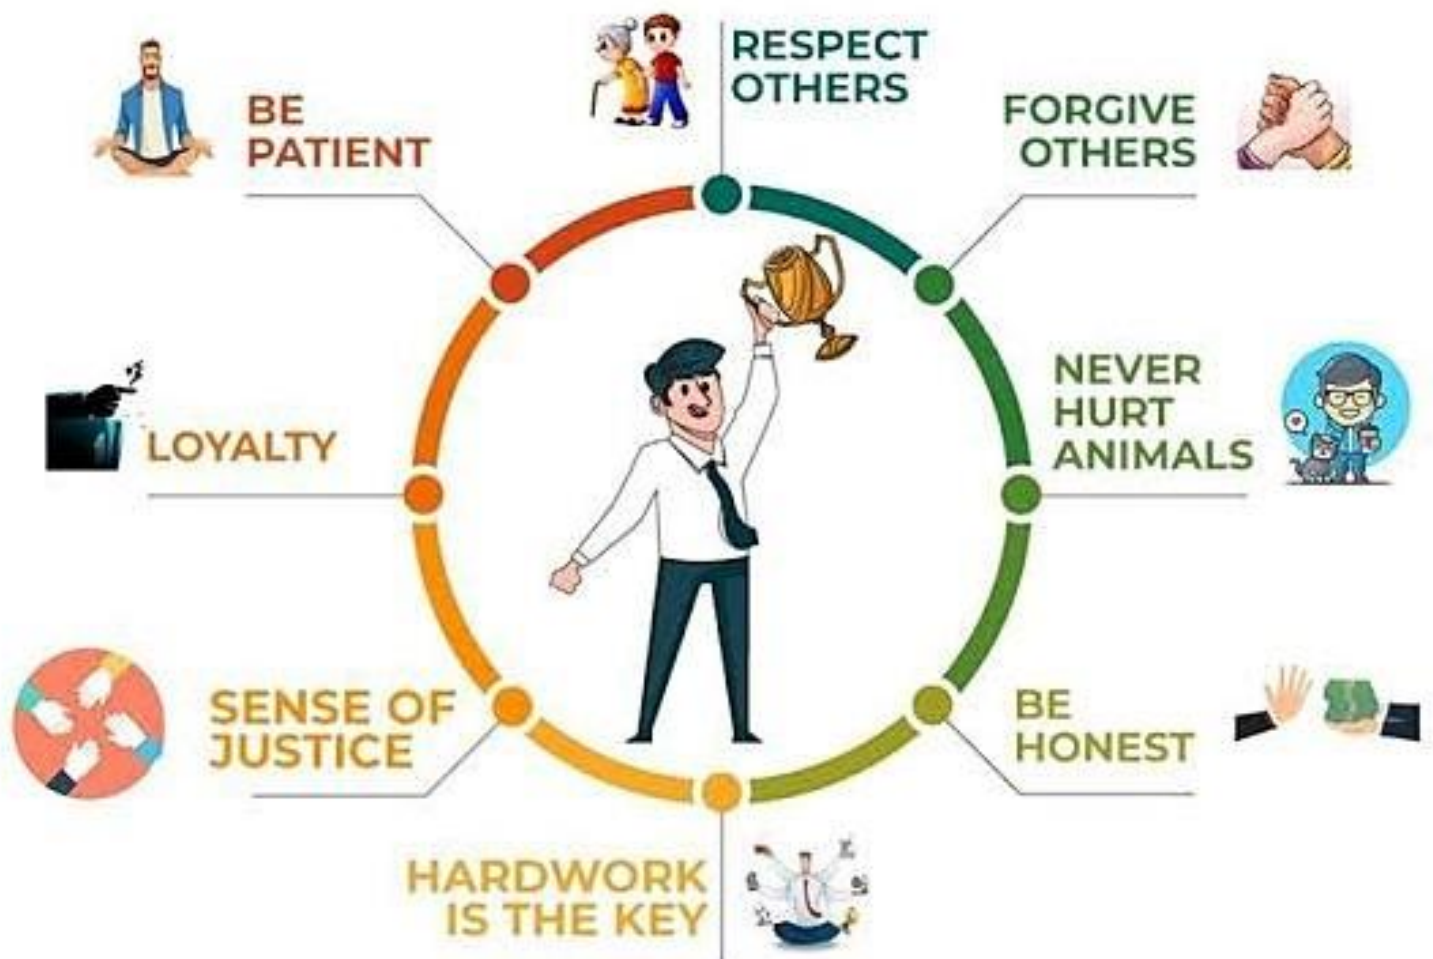 RESPECT
OTHERS
FORGIVE
OTHERS
NEVER
HURT
ANIMALS
BE
HONEST
HARDWORK
IS THE KEY
SENSE OF
JUSTICE
LOYALTY
BE
PATIENT